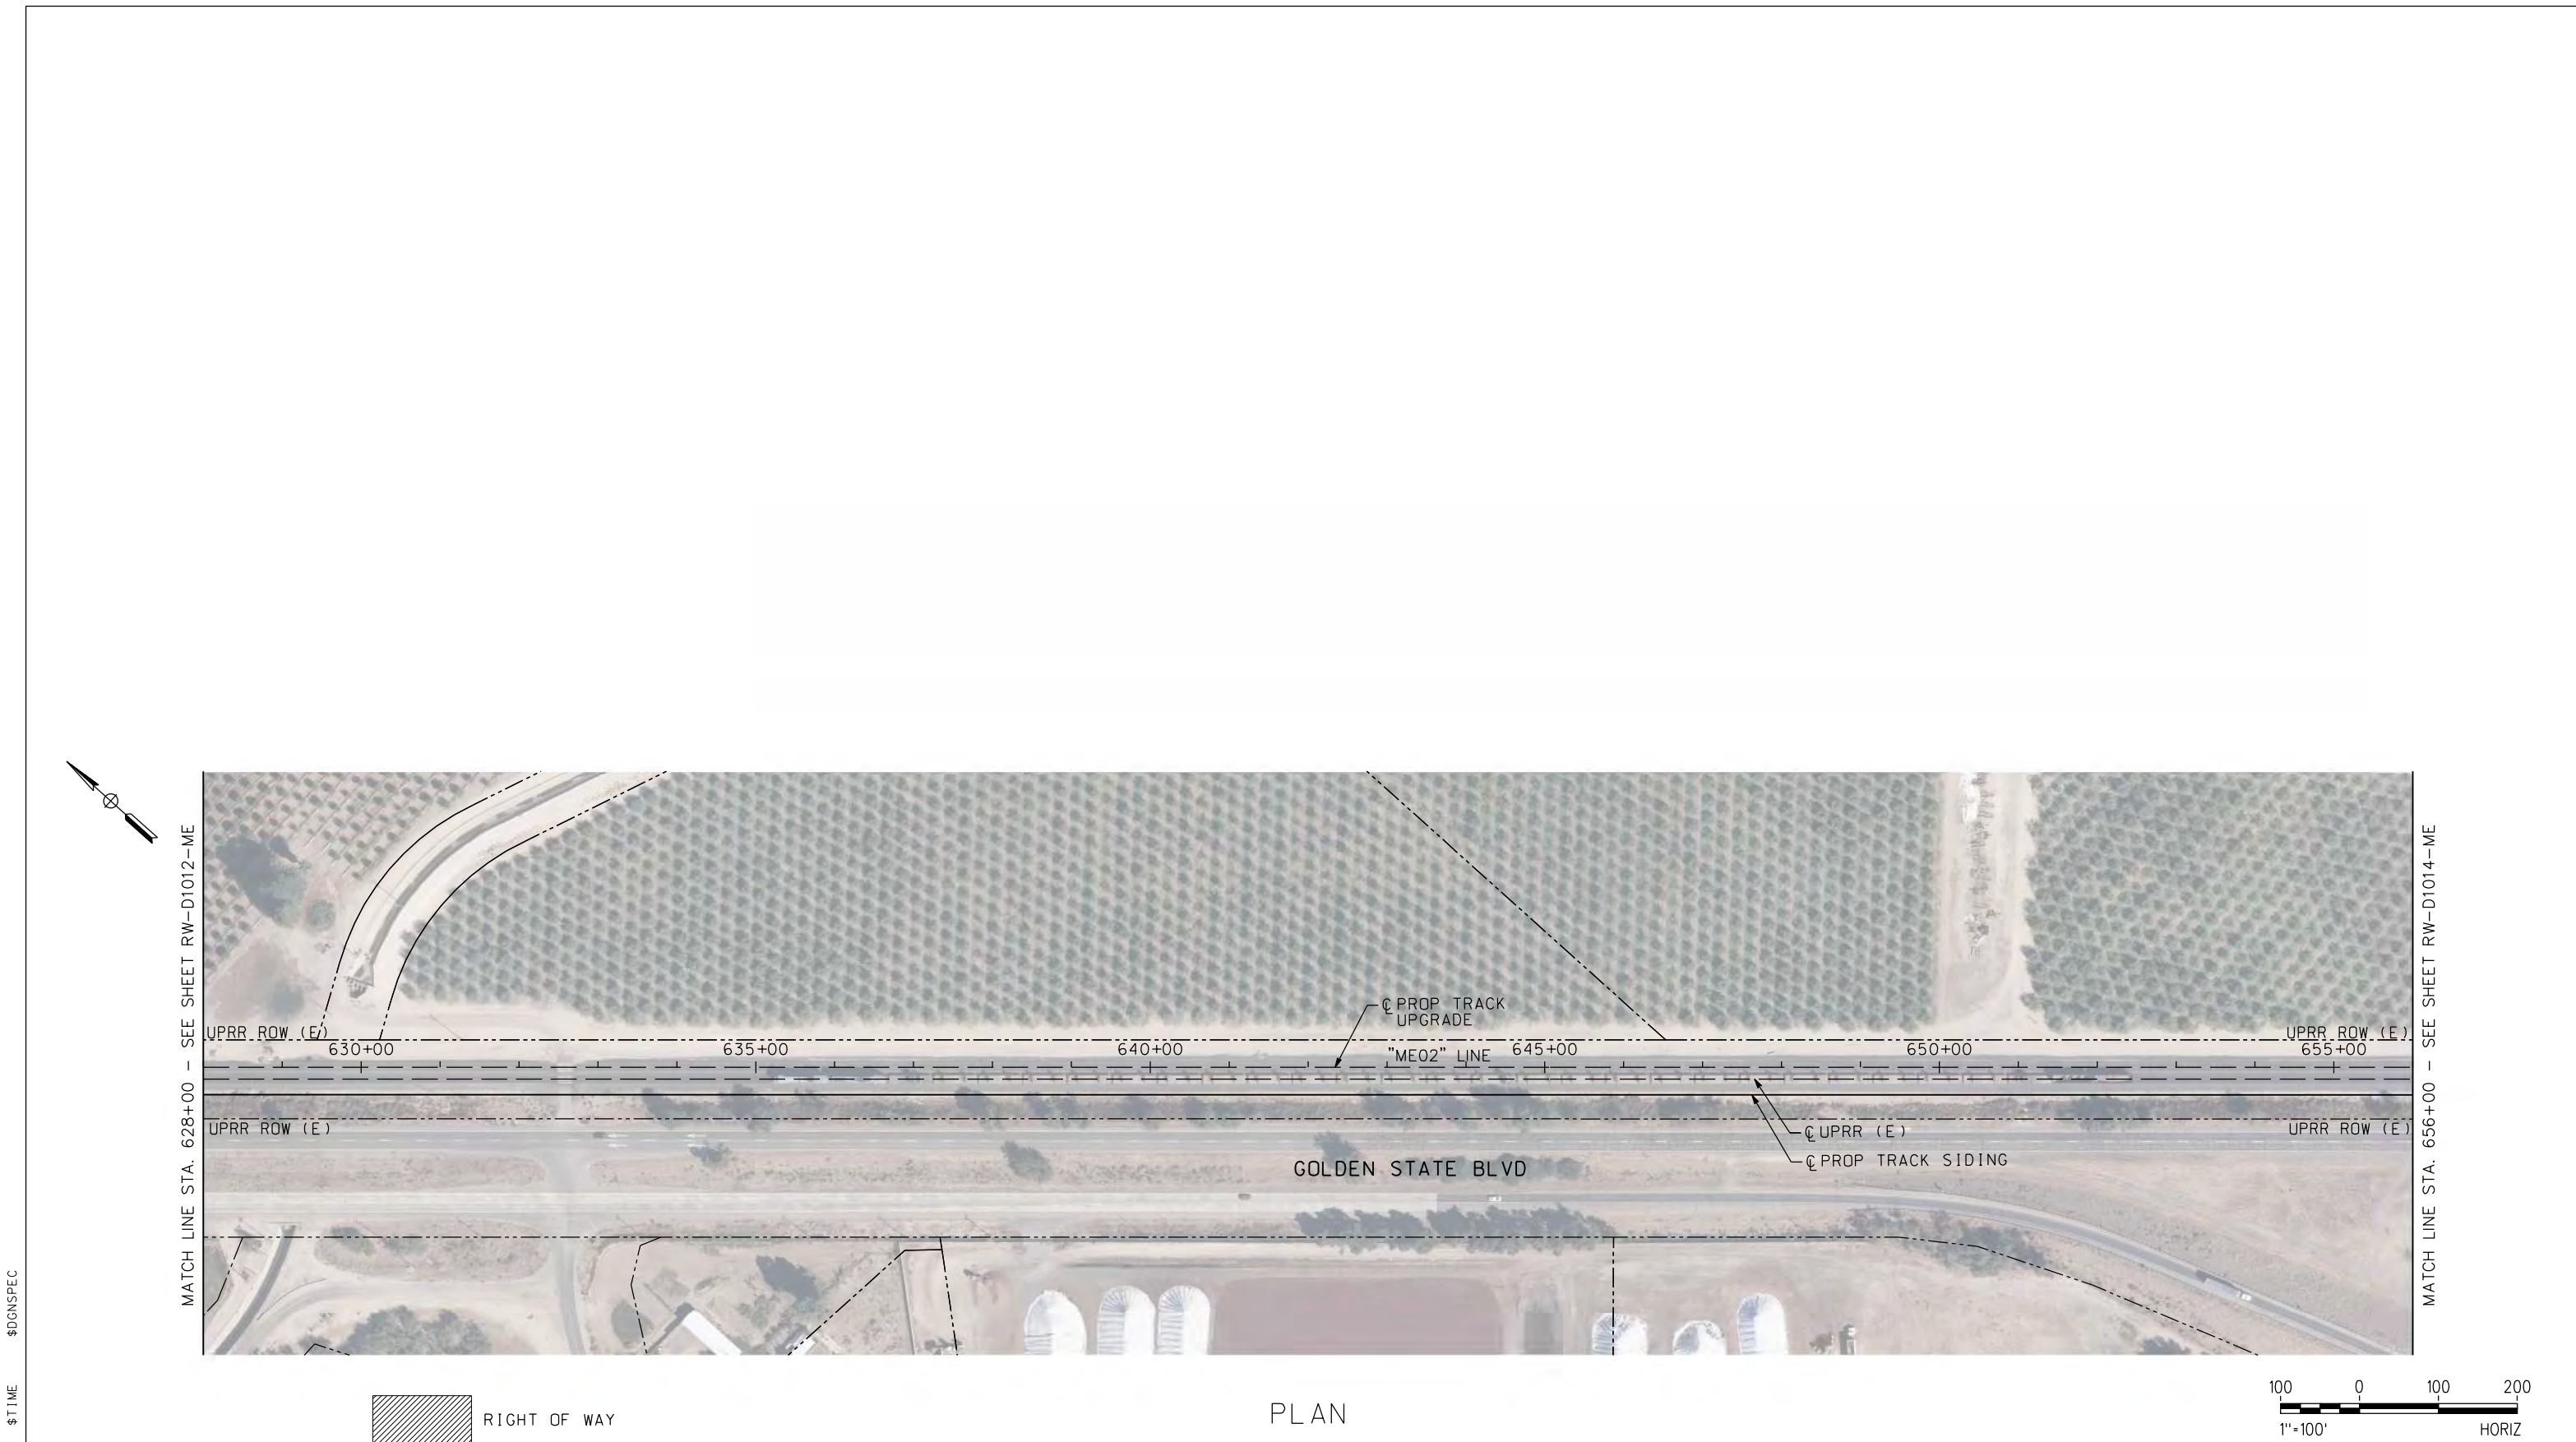 MATCH LINE STA. 628+00 - SEE SHEET RW-D1012-ME
MATCH LINE STA. 656+00 - SEE SHEET RW-D1014-ME
℄ PROP TRACK
UPGRADE
UPRR ROW (E)
UPRR ROW (E)
630+00
635+00
640+00
645+00
650+00
655+00
"ME02" LINE
UPRR ROW (E)
℄ UPRR (E)
UPRR ROW (E)
℄ PROP TRACK SIDING
GOLDEN STATE BLVD
$DGNSPEC
$TIME
RIGHT OF WAY
PLAN
100 0 100 200
1"=100' HORIZ